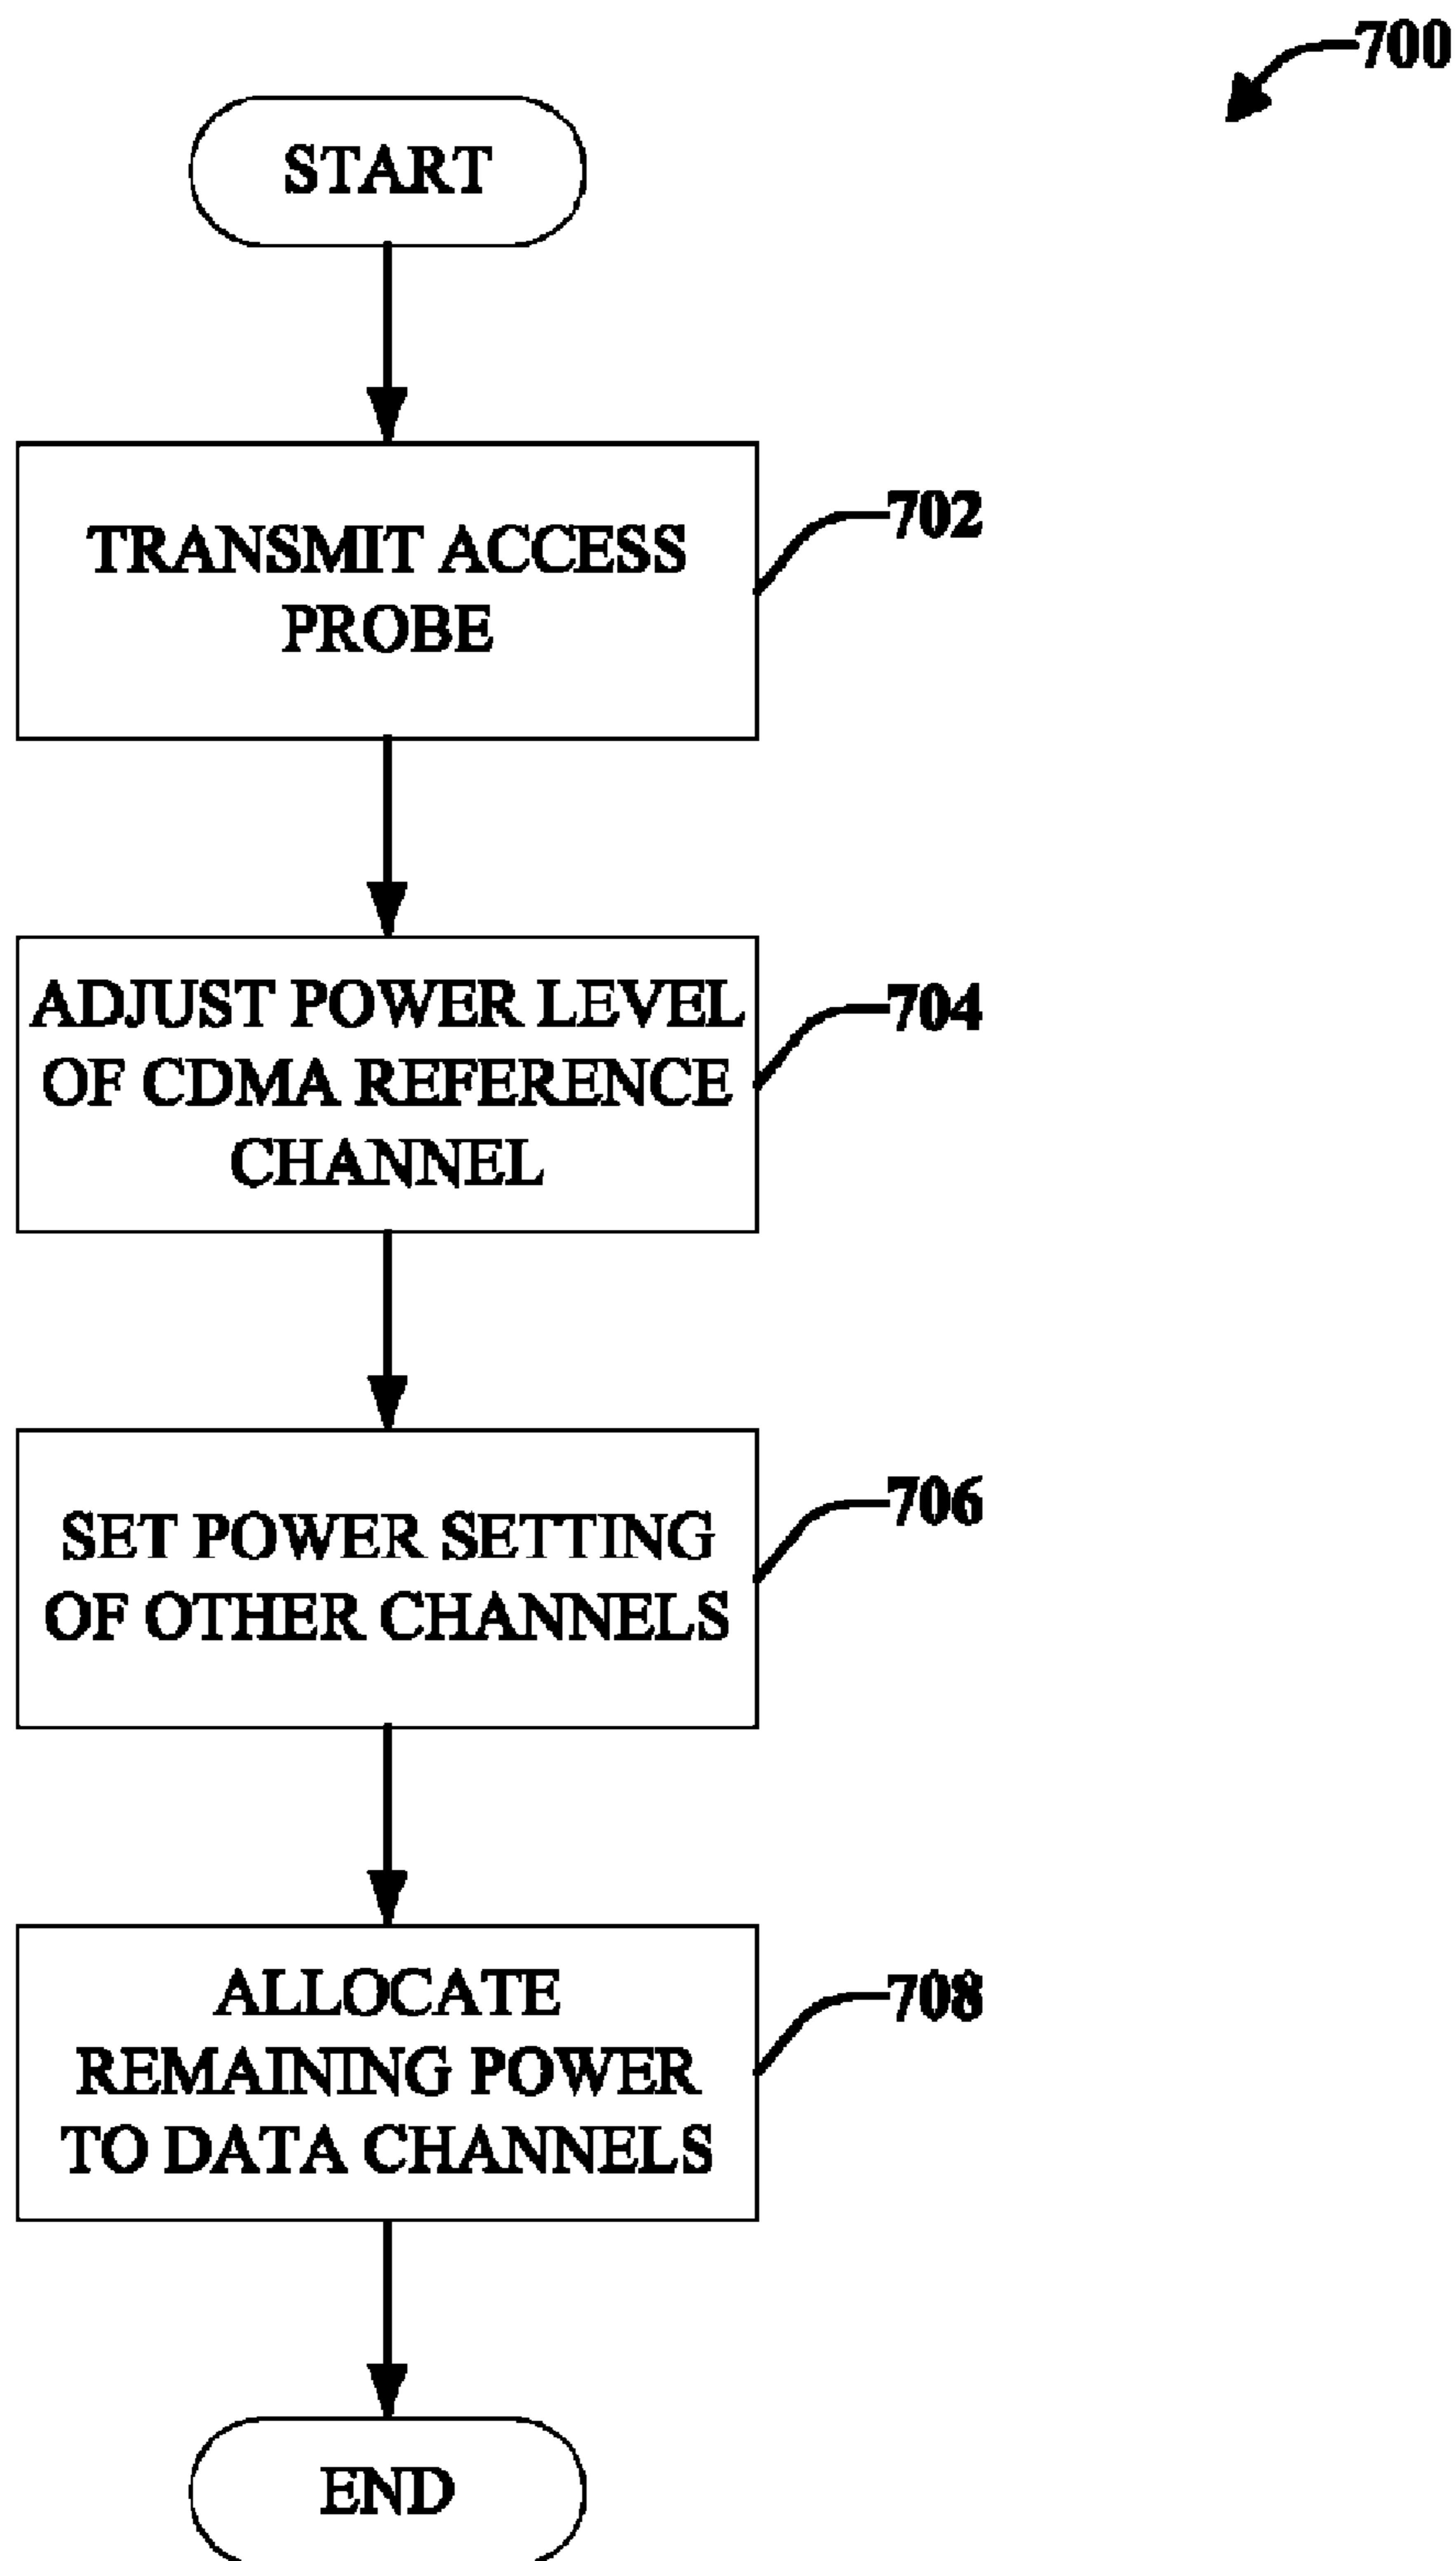 700
START
TRANSMIT ACCESS
PROBE
702
ADJUST POWER LEVEL
OF CDMA REFERENCE
CHANNEL
704
SET POWER SETTING
OF OTHER CHANNELS
706
ALLOCATE
REMAINING POWER
TO DATA CHANNELS
708
END